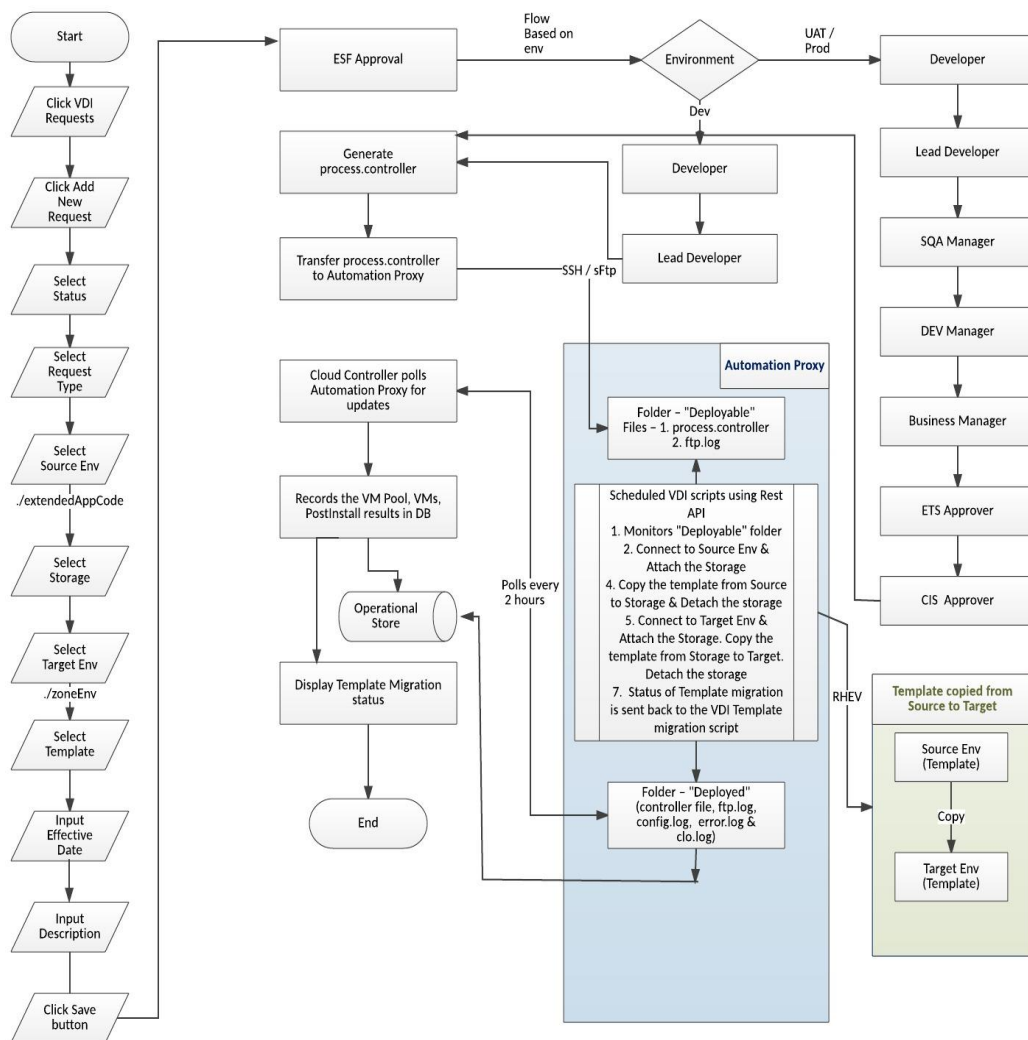 Start
Click VDI
Requests
Click Add
New
Request
Select
Status
Select
Request
Type
Select
Source Env
./extendedAppCode
Select
Storage
Select
Target Env
./zoneEnv
Select
Template
Input
Effective
Date
Input
Description
Click Save
button
ESF Approval
Flow
Based on
env
Environment
UAT /
Prod
Dev
Generate
process.controller
Transfer process.controller
to Automation Proxy
SSH / sFtp
Developer
Lead Developer
Developer
Lead Developer
SQA Manager
DEV Manager
Business Manager
ETS Approver
CIS Approver
Cloud Controller polls
Automation Proxy for
updates
Records the VM Pool, VMs,
PostInstall results in DB
Operational
Store
Display Template Migration
status
End
Polls every
2 hours
Automation Proxy
Folder – "Deployable"
Files – 1. process.controller
2. ftp.log
Scheduled VDI scripts using Rest
API
1. Monitors "Deployable" folder
2. Connect to Source Env &
Attach the Storage
4. Copy the template from Source
to Storage & Detach the storage
5. Connect to Target Env &
Attach the Storage. Copy the
template from Storage to Target.
Detach the storage
7. Status of Template migration
is sent back to the VDI Template
migration script
Folder – "Deployed"
(controller file, ftp.log,
config.log, error.log &
clo.log)
RHEV
Template copied from
Source to Target
Source Env
(Template)
Copy
Target Env
(Template)